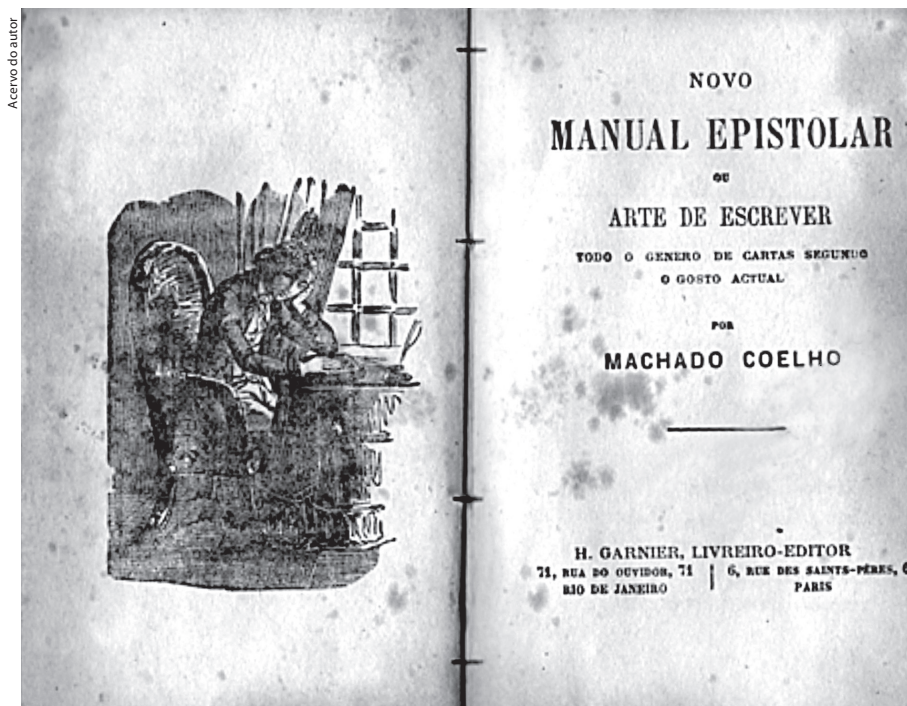 Acervo do autor
NOVO
MANUAL EPISTOLAR
OU
ARTE DE ESCREVER
TODO O GENERO DE CARTAS SEGUNDO
O GOSTO ACTUAL
POR
MACHADO COELHO
H. GARNIER, LIVREIRO-EDITOR
71, RUA DO OUVIDOR, 71 | 6, RUE DES SAINTS-PÉRES, 6
RIO DE JANEIRO PARIS